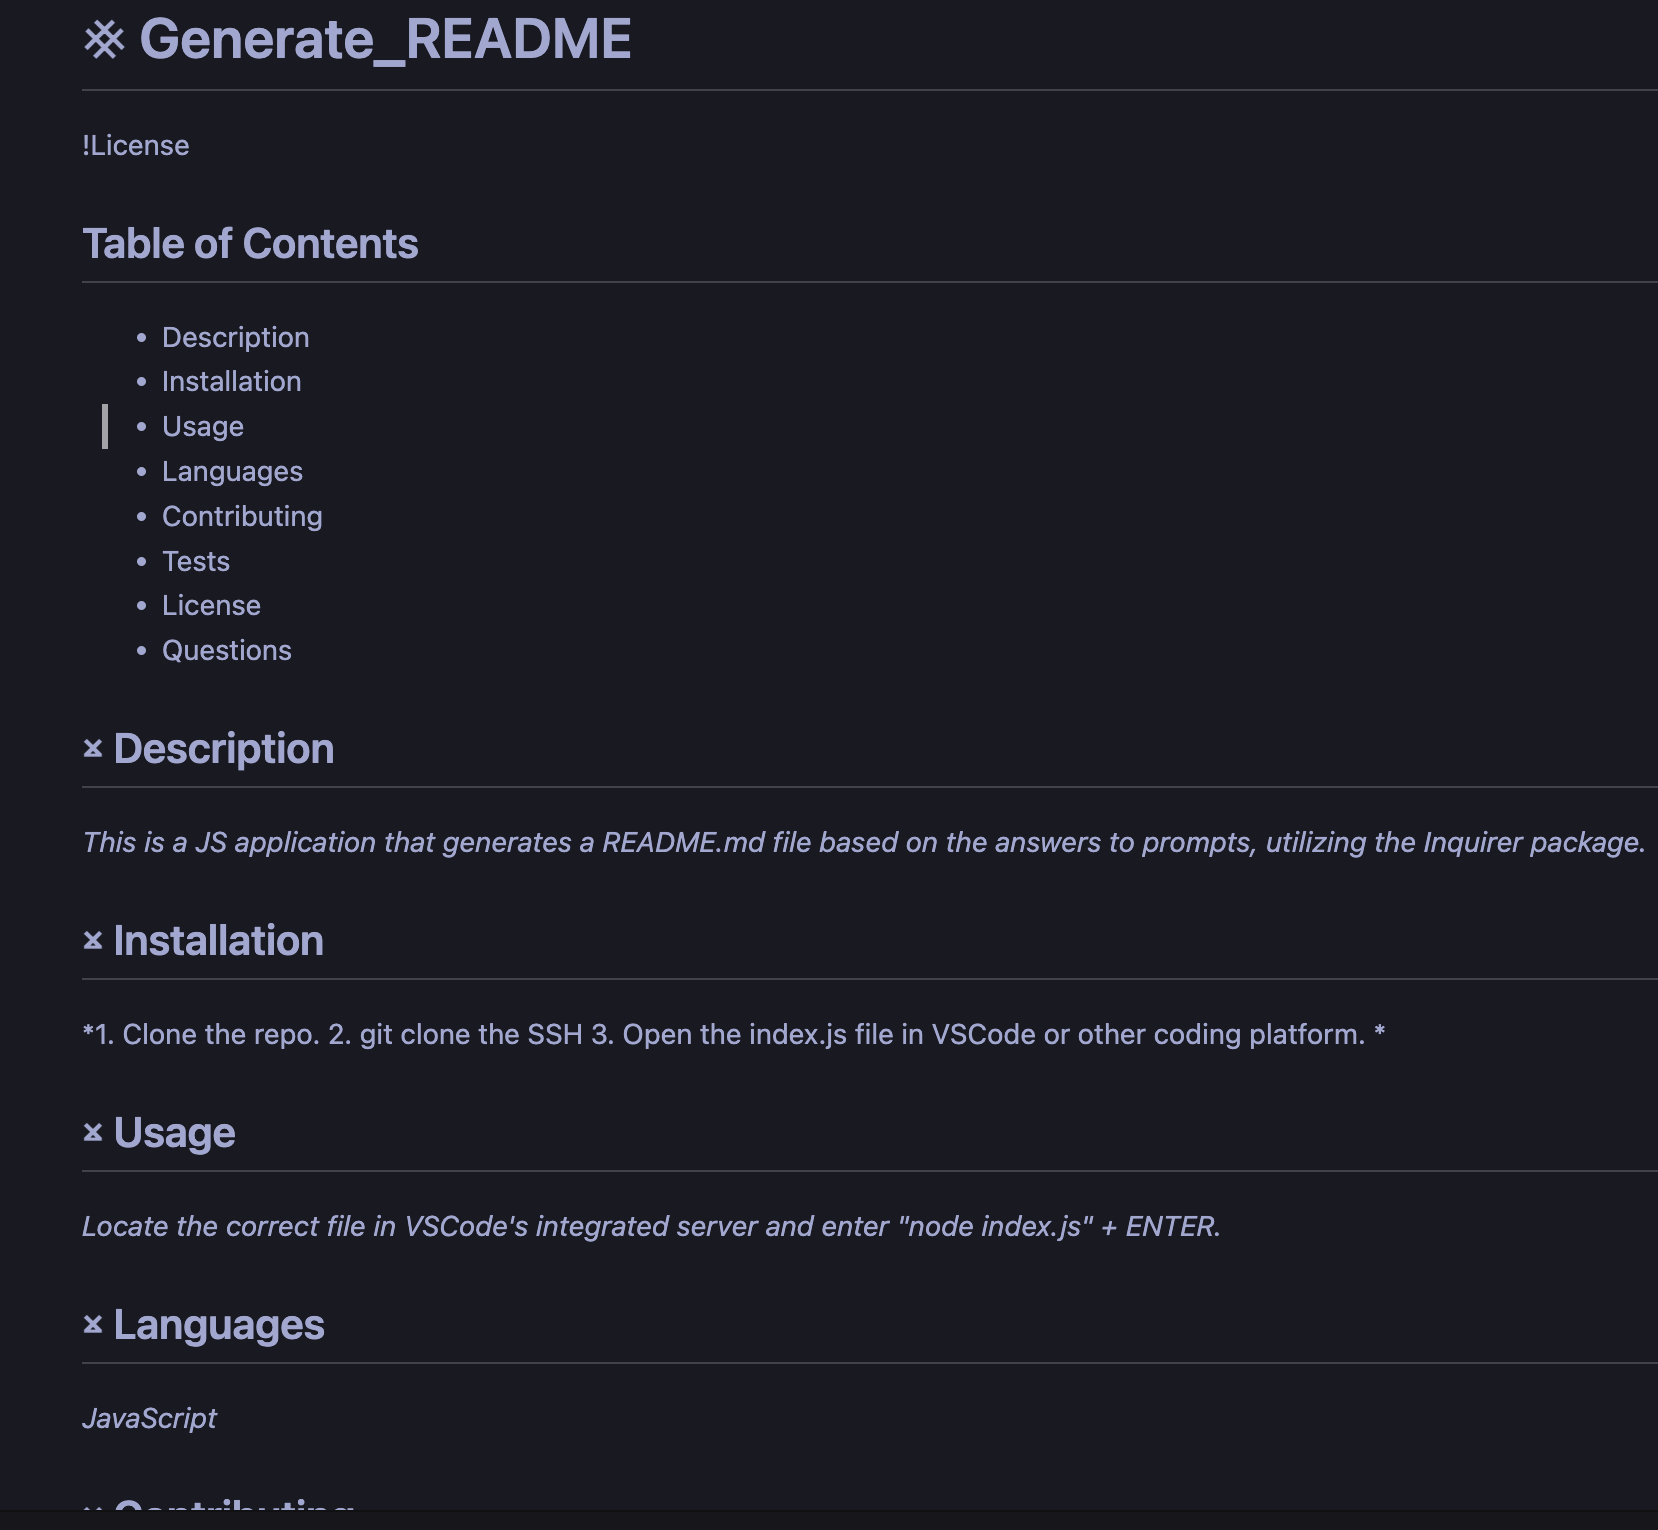 ※ Generate_README
!License
Table of Contents
• Description
• Installation
• Usage
• Languages
• Contributing
• Tests
• License
• Questions
Description
This is a JS application that generates a README.md file based on the answers to prompts, utilizing the Inquirer package.
Installation
*1. Clone the repo. 2. git clone the SSH 3. Open the index.js file in VSCode or other coding platform. *
Usage
Locate the correct file in VSCode's integrated server and enter "node index.js" + ENTER.
Languages
JavaScript
Contributing